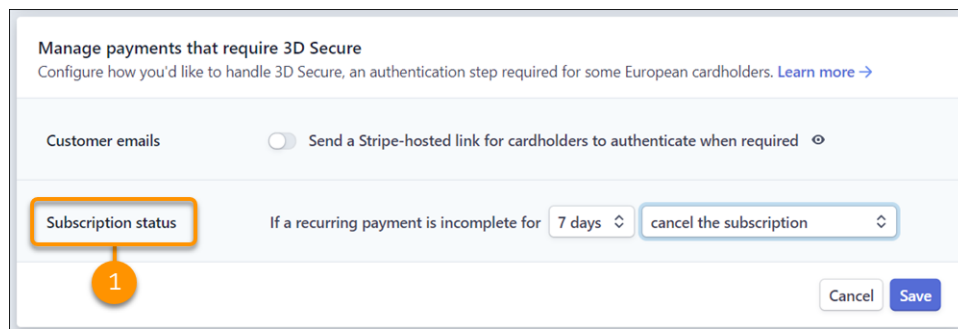 Manage payments that require 3D Secure
Configure how you'd like to handle 3D Secure, an authentication step required for some European cardholders. Learn more →
Customer emails Send a Stripe-hosted link for cardholders to authenticate when required
Subscription status If a recurring payment is incomplete for 7 days cancel the subscription
1
Cancel Save